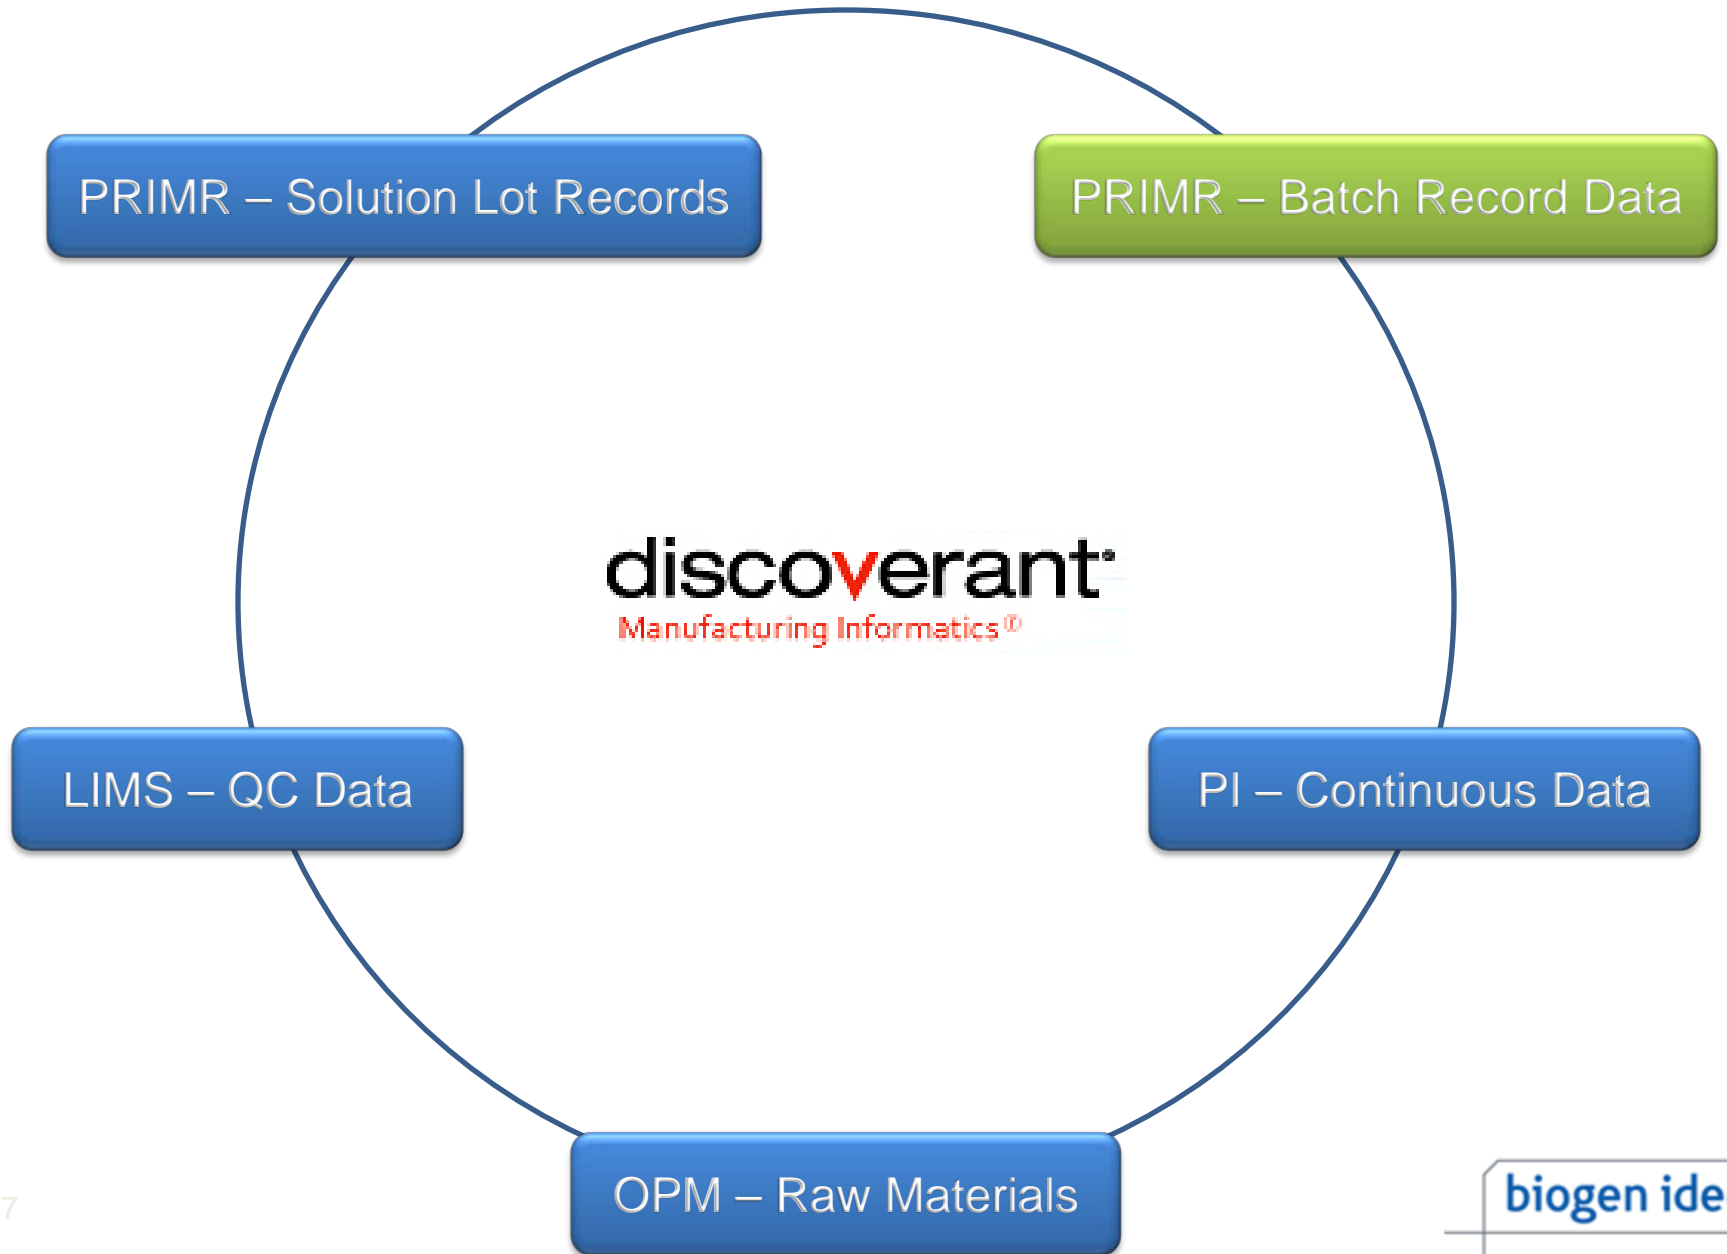 PRIMR – Solution Lot Records
PRIMR – Batch Record Data
discoverant®
Manufacturing Informatics®
LIMS – QC Data
PI – Continuous Data
OPM – Raw Materials
biogen ide
7